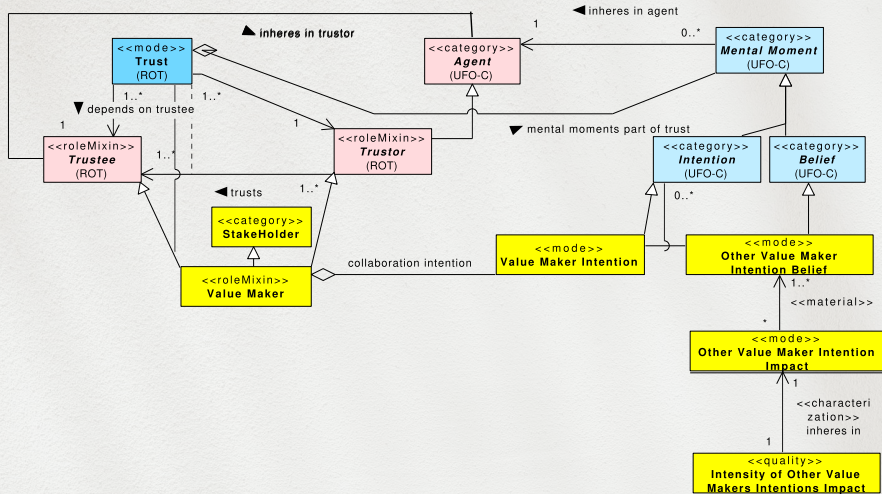 ◄ inheres in agent
► inheres in trustor
1
0..*
<<mode>>
Trust
(ROT)
<<category>>
Agent
(UFO-C)
<<category>>
Mental Moment
(UFO-C)
1..*
1..*
▼ depends on trustee
1
1
► mental moments part of trust
<<roleMixin>>
Trustee
(ROT)
1..*
<<roleMixin>>
Trustor
(ROT)
<<category>>
Intention
(UFO-C)
<<category>>
Belief
(UFO-C)
◄ trusts
1..*
0..*
<<category>>
StakeHolder
<<mode>>
Value Maker Intention
<<mode>>
Other Value Maker
Intention Belief
collaboration intention
<<roleMixin>>
Value Maker
1..*
<<material>>
*
<<mode>>
Other Value Maker Intention
Impact
1
<<characteri
zation>>
inheres in
1
<<quality>>
Intensity of Other Value
Makers Intentions Impact